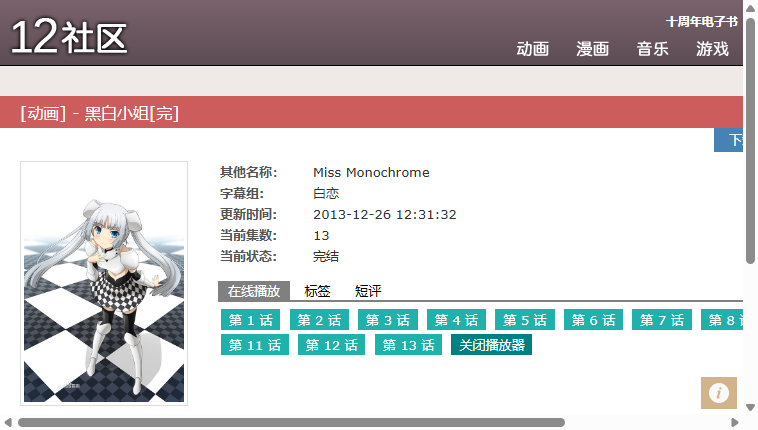 12社区
十周年电子书
动画 漫画 音乐 游戏
[动画] - 黑白小姐[完]
下
其他名称: Miss Monochrome
字幕组: 白恋
更新时间: 2013-12-26 12:31:32
当前集数: 13
当前状态: 完结
在线播放 标签 短评
第 1 话 第 2 话 第 3 话 第 4 话 第 5 话 第 6 话 第 7 话 第 8
第 11 话 第 12 话 第 13 话 关闭播放器
i